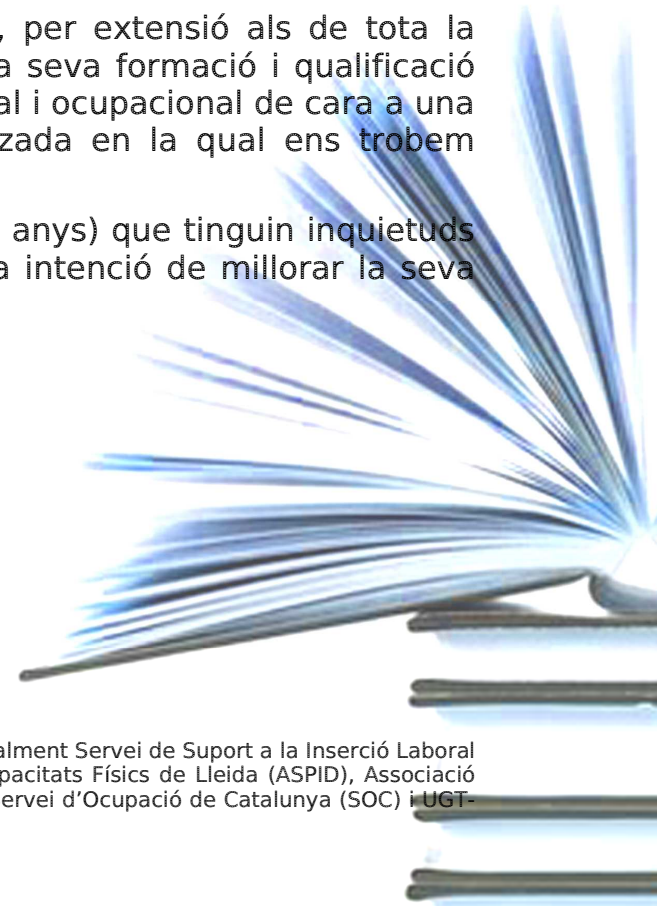 , per extensió als de tota la
a seva formació i qualificació
al i ocupacional de cara a una
zada en la qual ens trobem
anys) que tinguin inquietuds
a intenció de millorar la seva
alment Servei de Suport a la Inserció Laboral
pacitats Físics de Lleida (ASPID), Associació
ervei d’Ocupació de Catalunya (SOC) i UGT-